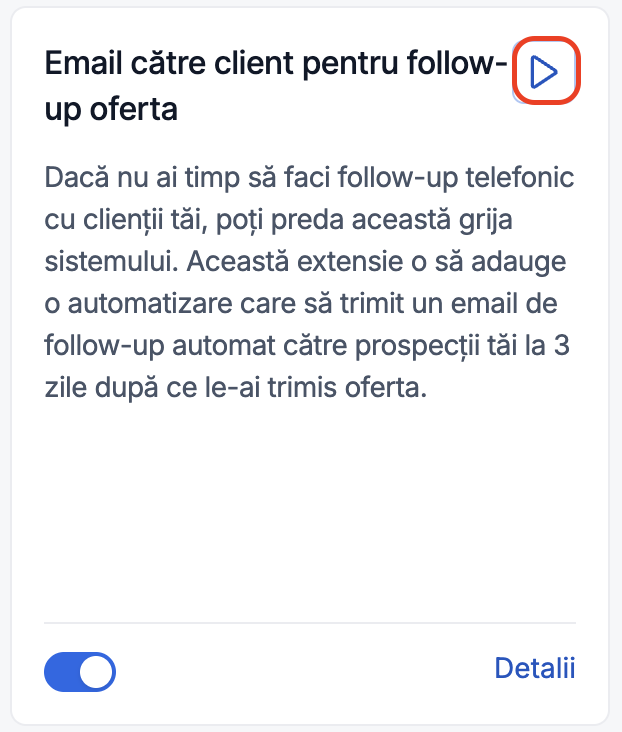 Email către client pentru follow-
up oferta
Dacă nu ai timp să faci follow-up telefonic
cu clienții tăi, poți preda această grija
sistemului. Această extensie o să adauge
o automatizare care să trimit un email de
follow-up automat către prospecții tăi la 3
zile după ce le-ai trimis oferta.
Detalii